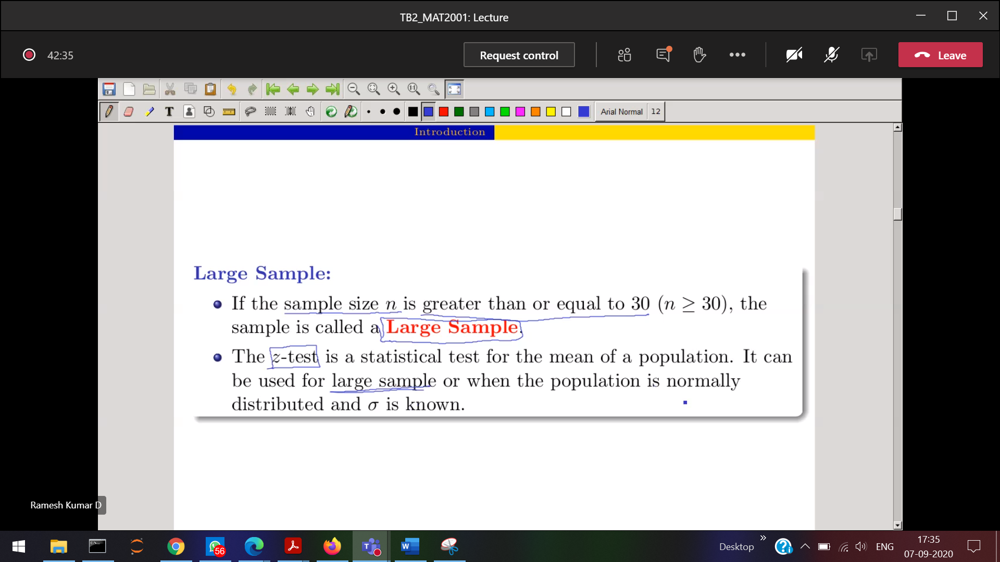 TB2_MAT2001: Lecture
42:35
Request control
Leave
Arial Normal 12
Introduction
Large Sample:
If the sample size n is greater than or equal to 30 (n ≥ 30), the
sample is called a Large Sample.
The z-test is a statistical test for the mean of a population. It can
be used for large sample or when the population is normally
distributed and σ is known.
Ramesh Kumar D
56
Desktop
ENG
17:35
07-09-2020